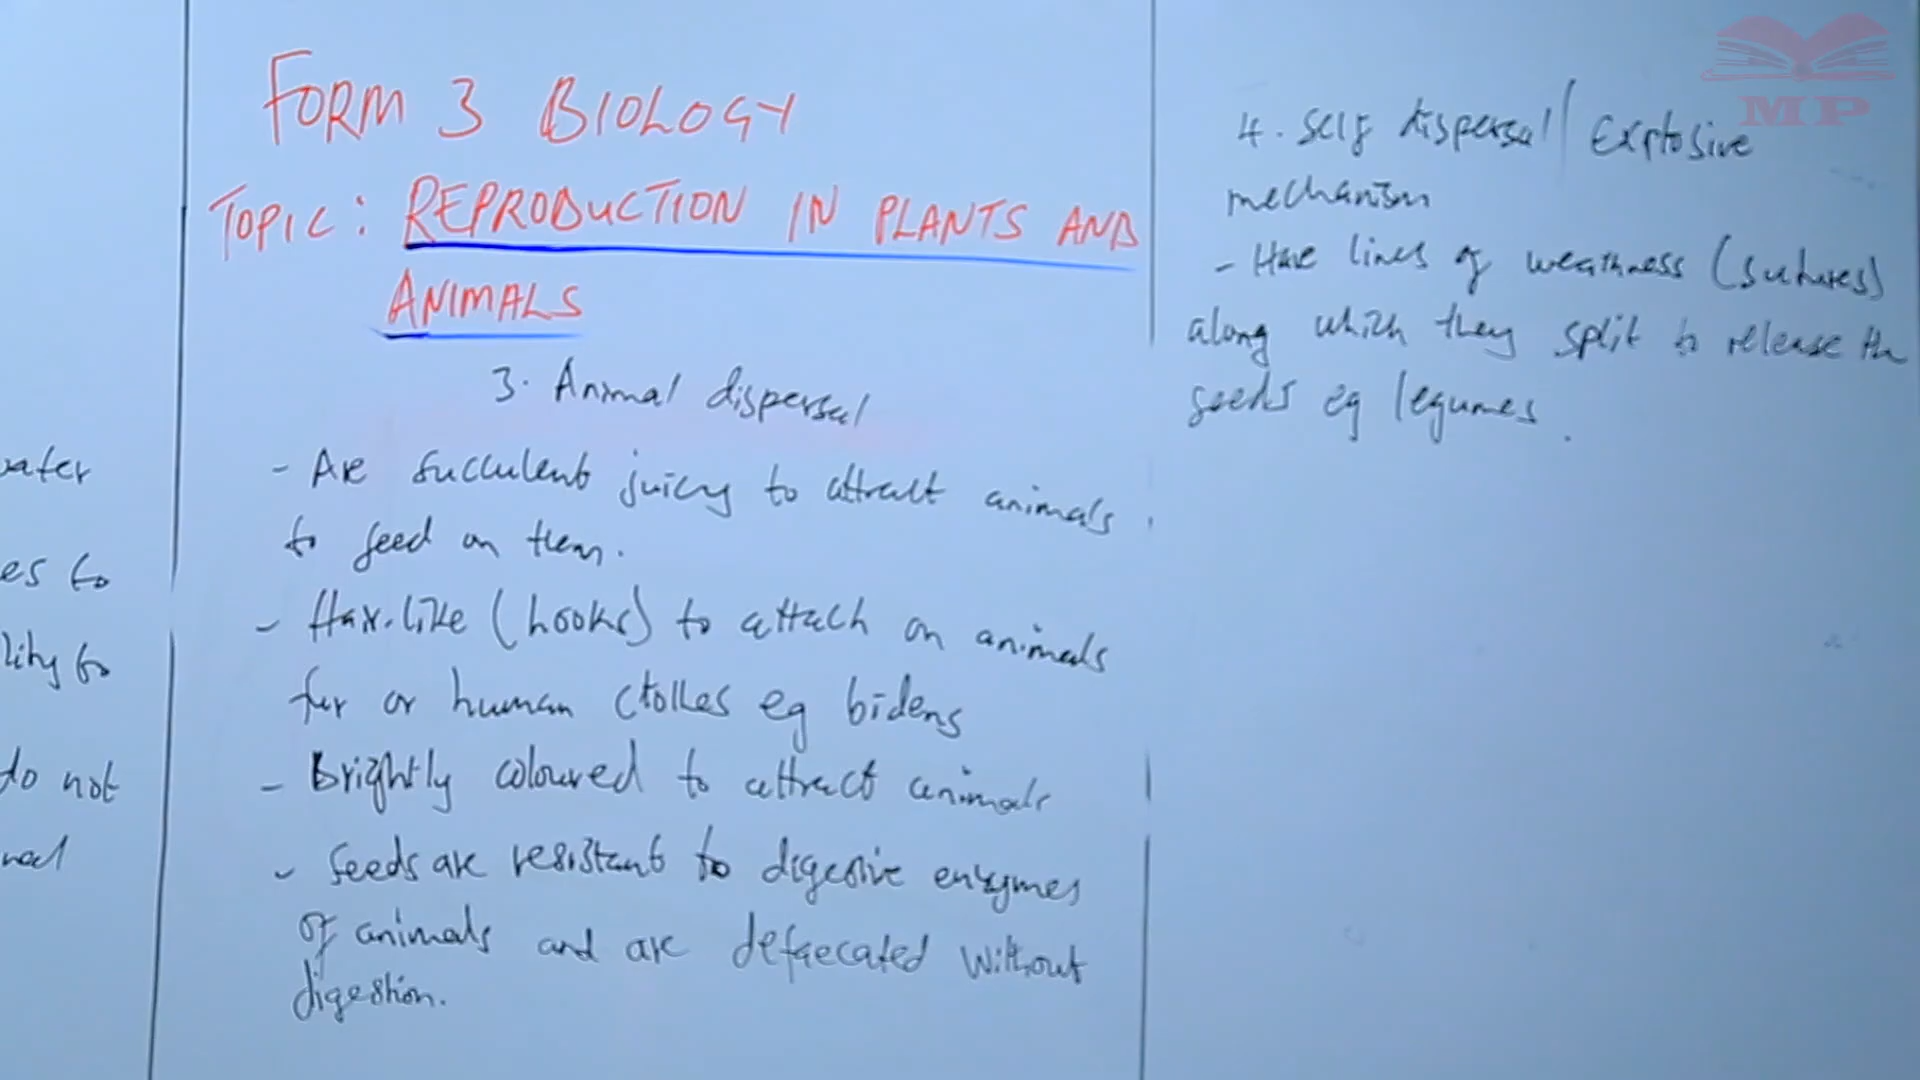 FORM 3 BIOLOGY
TOPIC: REPRODUCTION IN PLANTS AND
ANIMALS
3. Animal dispersal
- Are succulent juicy to attract animals
to feed on them.
- Have like (hooks) to attach on animals
fur or human clothes eg bidens
- Brightly coloured to attract animals
- Seeds are resistant to digestive enzymes
of animals and are defaecated without
digestion.
4. Self dispersal / Explosive
mechanism
- Have lines of weakness (sutures)
along which they split to release the
seeds eg legumes.
water
es to
lity to
do not
MP